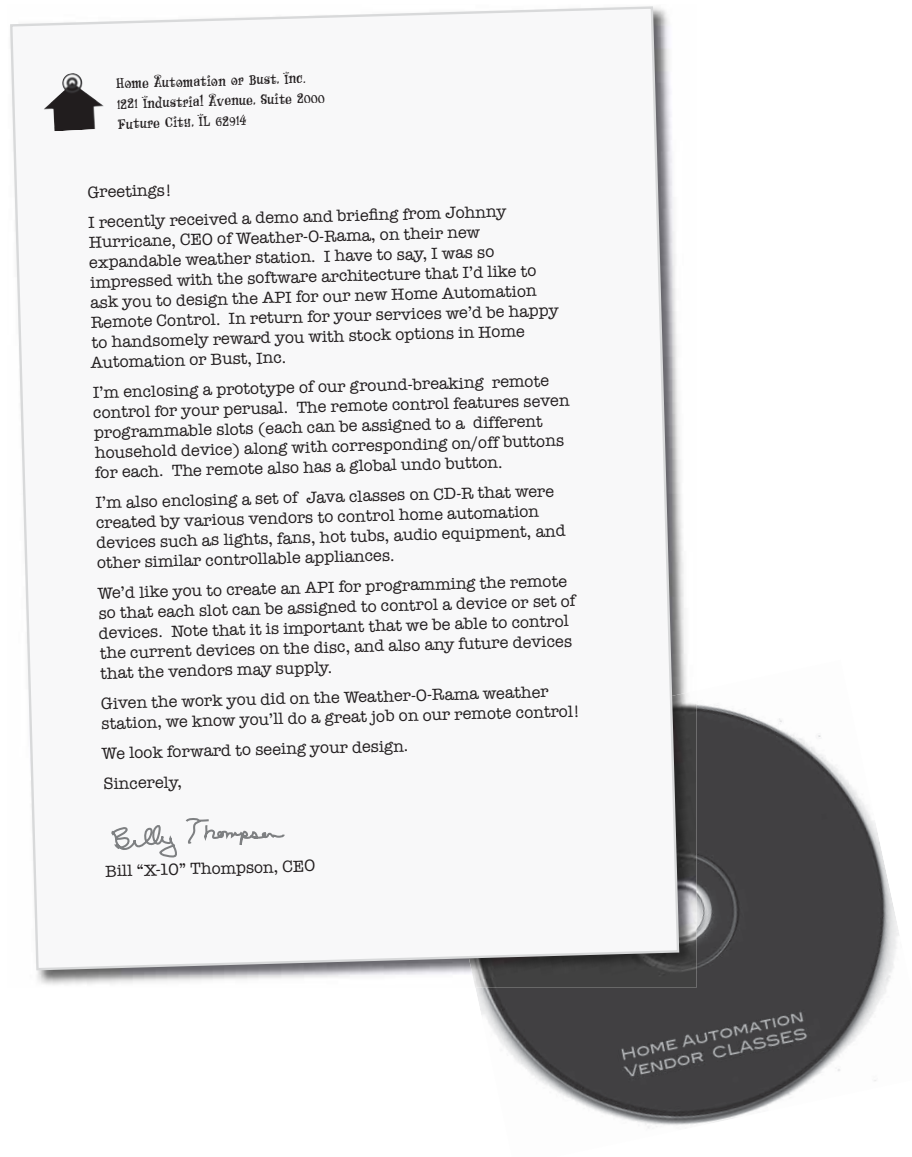 Home Automation or Bust, Inc.
1221 Industrial Avenue, Suite 2000
Future City, IL 62914
Greetings!
I recently received a demo and briefing from Johnny
Hurricane, CEO of Weather-O-Rama, on their new
expandable weather station.  I have to say, I was so
impressed with the software architecture that I’d like to
ask you to design the API for our new Home Automation
Remote Control.  In return for your services we’d be happy
to handsomely reward you with stock options in Home
Automation or Bust, Inc.
I’m enclosing a prototype of our ground-breaking  remote
control for your perusal.  The remote control features seven
programmable slots (each can be assigned to a  different
household device) along with corresponding on/off buttons
for each.  The remote also has a global undo button.
I’m also enclosing a set of  Java classes on CD-R that were
created by various vendors to control home automation
devices such as lights, fans, hot tubs, audio equipment, and
other similar controllable appliances.
We’d like you to create an API for programming the remote
so that each slot can be assigned to control a device or set of
devices.  Note that it is important that we be able to control
the current devices on the disc, and also any future devices
that the vendors may supply.
Given the work you did on the Weather-O-Rama weather
station, we know you’ll do a great job on our remote control!
We look forward to seeing your design.
Sincerely,
Billy Thompson
Bill “X-10” Thompson, CEO
HOME AUTOMATION
VENDOR CLASSES